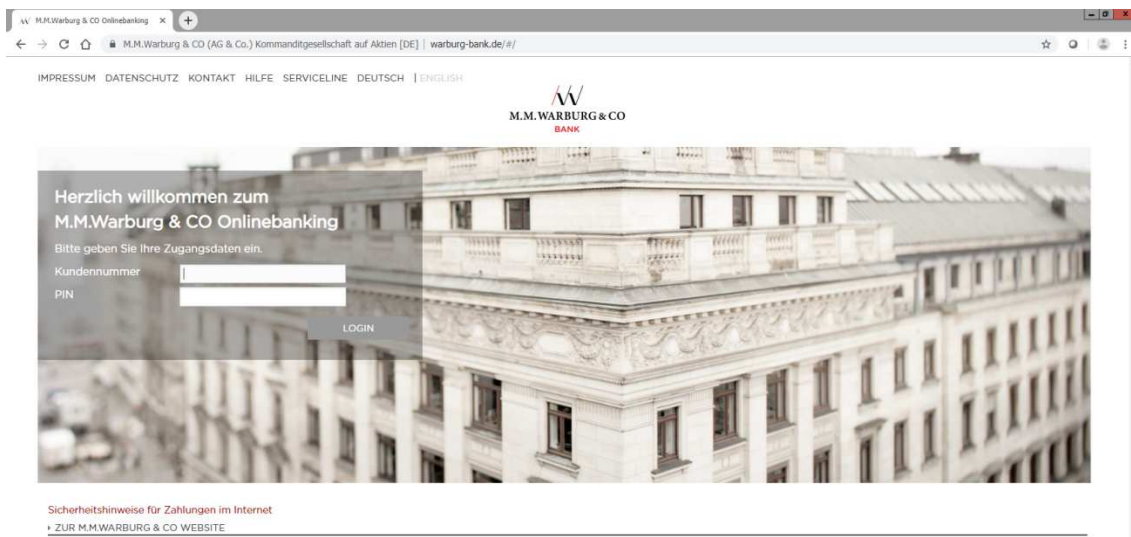 M.M.Warburg & CO Onlinebanking
M.M.Warburg & CO (AG & Co.) Kommanditgesellschaft auf Aktien [DE] | warburg-bank.de/#/
IMPRESSUM DATENSCHUTZ KONTAKT HILFE SERVICELINE DEUTSCH | ENGLISH
M.M.WARBURG & CO
BANK
Herzlich willkommen zum
M.M.Warburg & CO Onlinebanking
Bitte geben Sie Ihre Zugangsdaten ein.
Kundennummer
PIN
LOGIN
Sicherheitshinweise für Zahlungen im Internet
ZUR M.M.WARBURG & CO WEBSITE